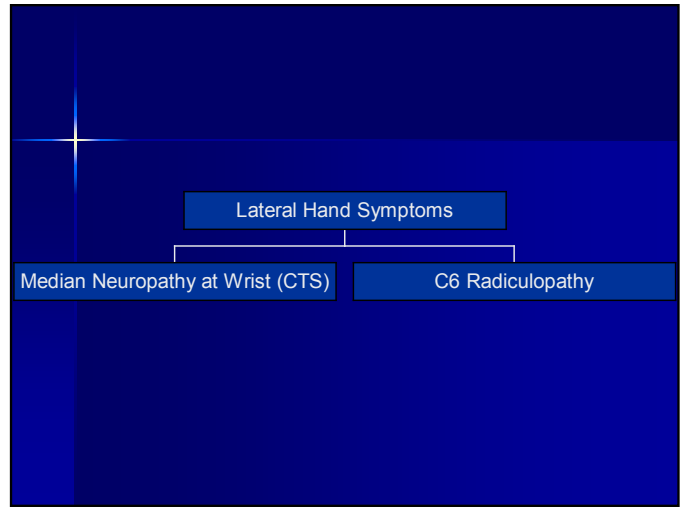 Lateral Hand Symptoms
Median Neuropathy at Wrist (CTS)
C6 Radiculopathy